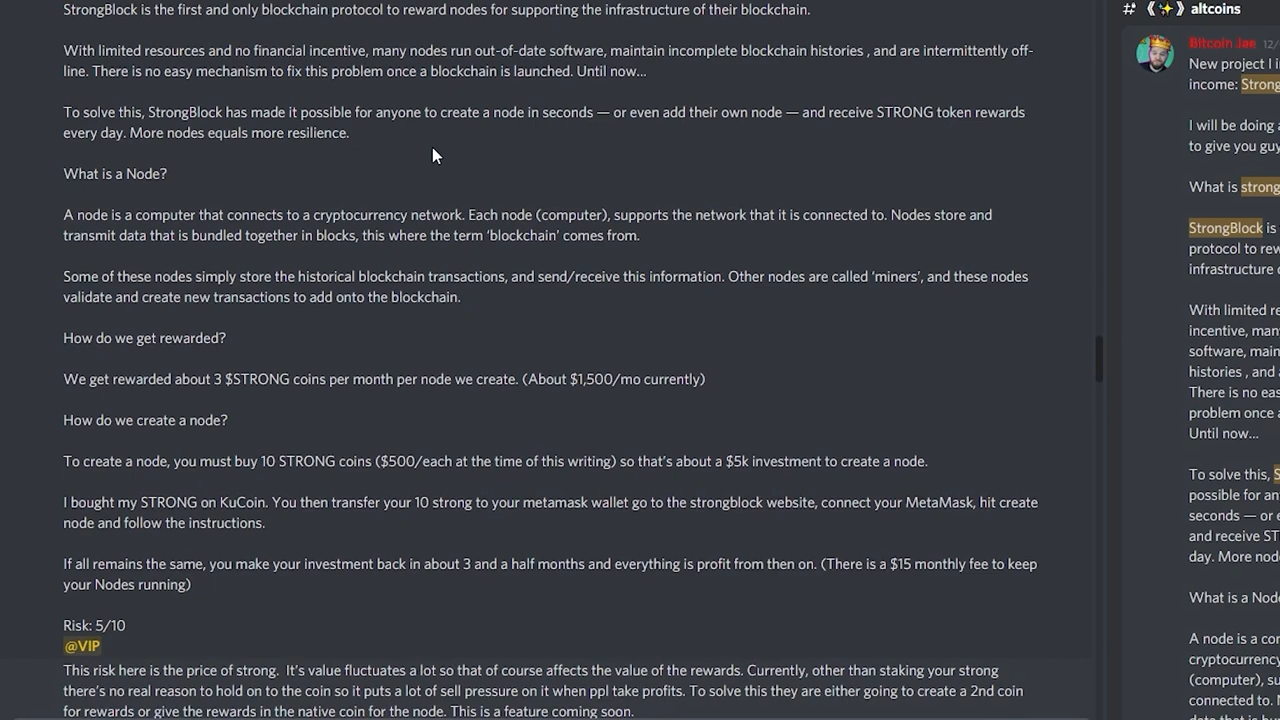 StrongBlock is the first and only blockchain protocol to reward nodes for supporting the infrastructure of their blockchain.
With limited resources and no financial incentive, many nodes run out-of-date software, maintain incomplete blockchain histories , and are intermittently off-
line. There is no easy mechanism to fix this problem once a blockchain is launched. Until now...
To solve this, StrongBlock has made it possible for anyone to create a node in seconds — or even add their own node — and receive STRONG token rewards
every day. More nodes equals more resilience.
What is a Node?
A node is a computer that connects to a cryptocurrency network. Each node (computer), supports the network that it is connected to. Nodes store and
transmit data that is bundled together in blocks, this where the term ‘blockchain’ comes from.
Some of these nodes simply store the historical blockchain transactions, and send/receive this information. Other nodes are called ‘miners’, and these nodes
validate and create new transactions to add onto the blockchain.
How do we get rewarded?
We get rewarded about 3 $STRONG coins per month per node we create. (About $1,500/mo currently)
How do we create a node?
To create a node, you must buy 10 STRONG coins ($500/each at the time of this writing) so that’s about a $5k investment to create a node.
I bought my STRONG on KuCoin. You then transfer your 10 strong to your metamask wallet go to the strongblock website, connect your MetaMask, hit create
node and follow the instructions.
If all remains the same, you make your investment back in about 3 and a half months and everything is profit from then on. (There is a $15 monthly fee to keep
your Nodes running)
Risk: 5/10
@VIP
This risk here is the price of strong. It’s value fluctuates a lot so that of course affects the value of the rewards. Currently, other than staking your strong
there’s no real reason to hold on to the coin so it puts a lot of sell pressure on it when ppl take profits. To solve this they are either going to create a 2nd coin
for rewards or give the rewards in the native coin for the node. This is a feature coming soon.
# 《✨》altcoins
Bitcoin Jae 12/
New project I i
income: Strong
I will be doing a
to give you guy
What is strong
StrongBlock is
protocol to rew
infrastructure o
With limited re
incentive, man
software, main
histories , and a
There is no eas
problem once a
Until now...
To solve this, S
possible for an
seconds — or e
and receive ST
day. More node
What is a Node
A node is a con
cryptocurrency
(computer), su
connected to. N
data that is bun